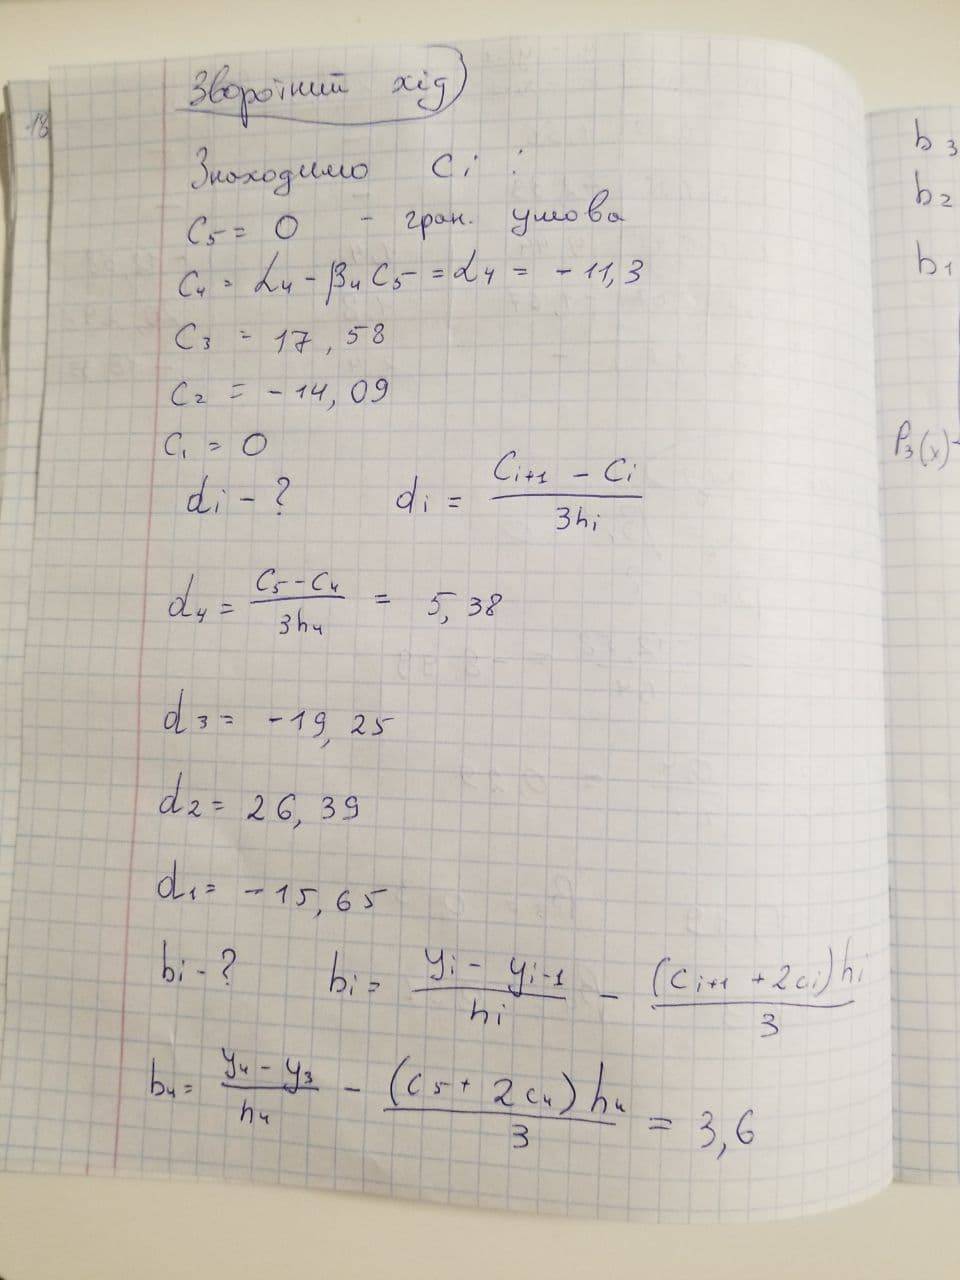 Зворотний хід
18
Знаходимо Ci :
C5 = 0 - гран. умова
C4 = α4 - β4 C5 = α4 = - 11,3
C3 = 17,58
C2 = - 14,09
C1 = 0
di - ? di = (Ci+1 - Ci) / 3hi
d4 = (C5 - C4) / 3h4 = 5,38
d3 = - 19,25
d2 = 26,39
d1 = - 15,65
bi - ? bi = (yi - yi-1) / hi - (Ci+1 + 2ci) hi / 3
b4 = (y4 - y3) / h4 - (C5 + 2C4) h4 / 3 = 3,6
b3
b2
b1
P3(x) -